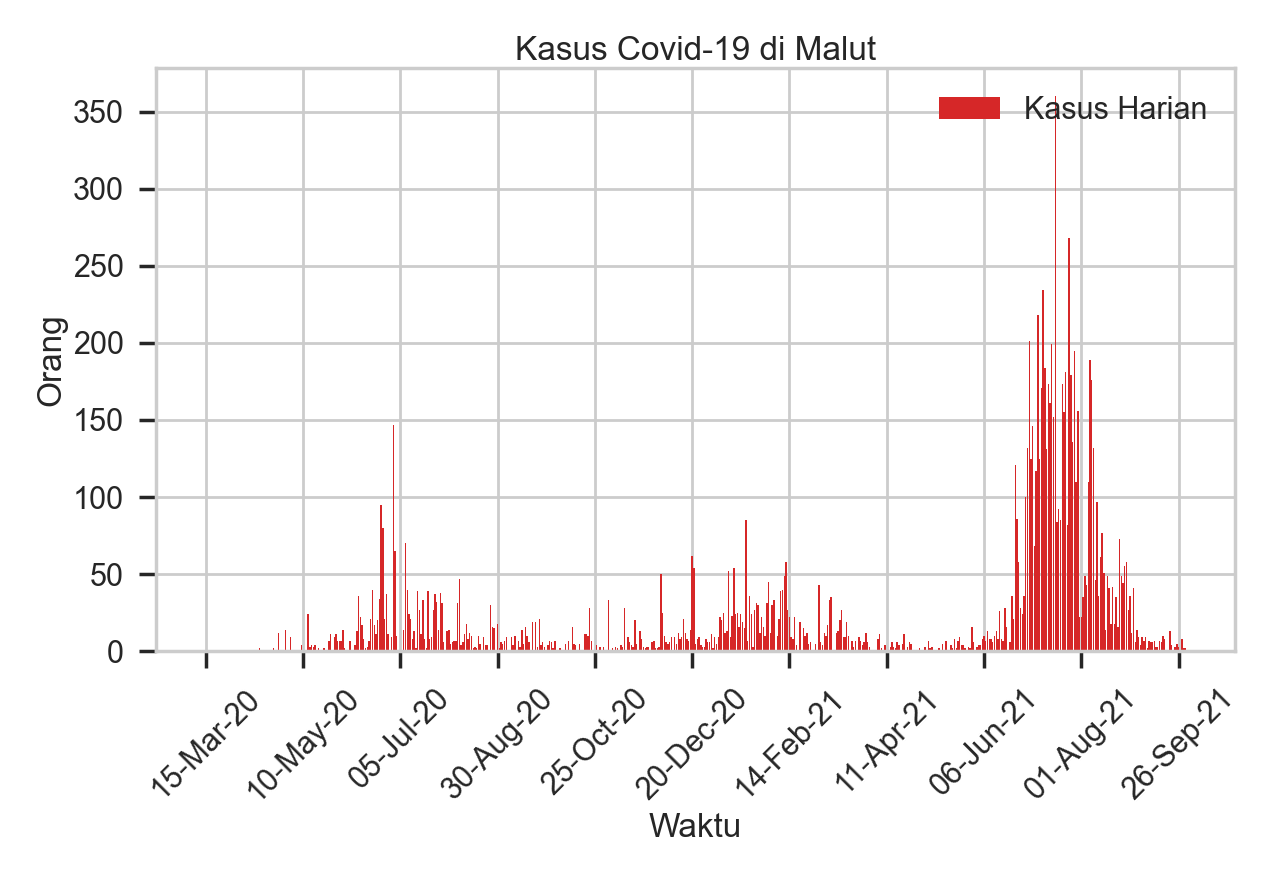 Kasus Covid-19 di Malut
Kasus Harian
Orang
350
300
250
200
150
100
50
0
15-Mar-20
10-May-20
05-Jul-20
30-Aug-20
25-Oct-20
20-Dec-20
14-Feb-21
11-Apr-21
06-Jun-21
01-Aug-21
26-Sep-21
Waktu